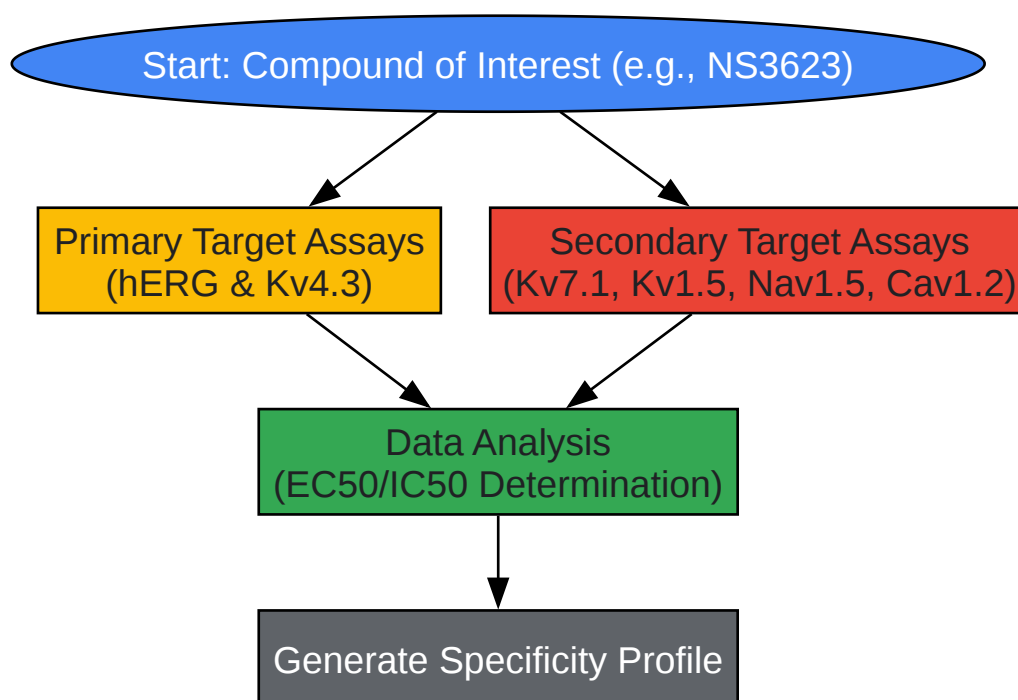 Start: Compound of Interest (e.g., NS3623)
Primary Target Assays
(hERG & Kv4.3)
Secondary Target Assays
(Kv7.1, Kv1.5, Nav1.5, Cav1.2)
Data Analysis
(EC50/IC50 Determination)
Generate Specificity Profile